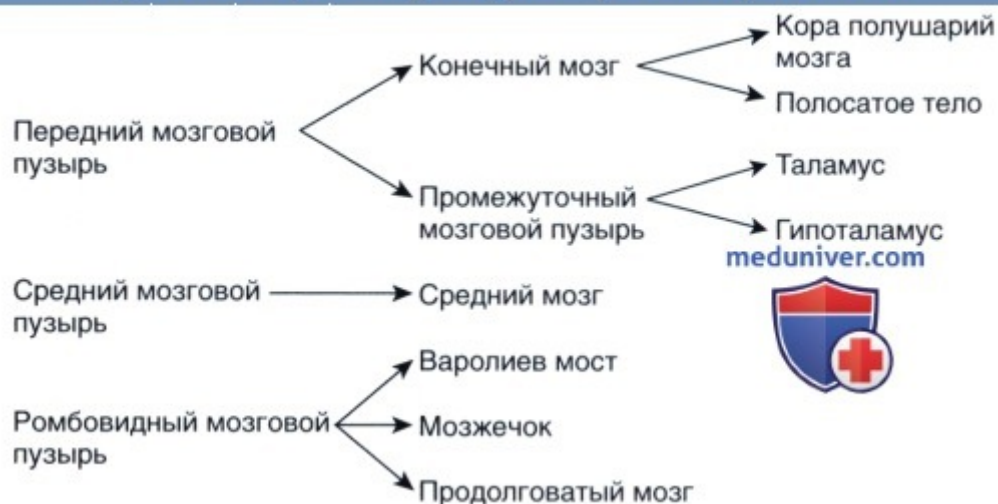 Кора полушарий
мозга
Конечный мозг
Полосатое тело
Передний мозговой
пузырь
Таламус
Промежуточный
мозговой пузырь
Гипоталамус
meduniver.com
Средний мозговой
пузырь
Средний мозг
Варолиев мост
Ромбовидный мозговой
пузырь
Мозжечок
Продолговатый мозг